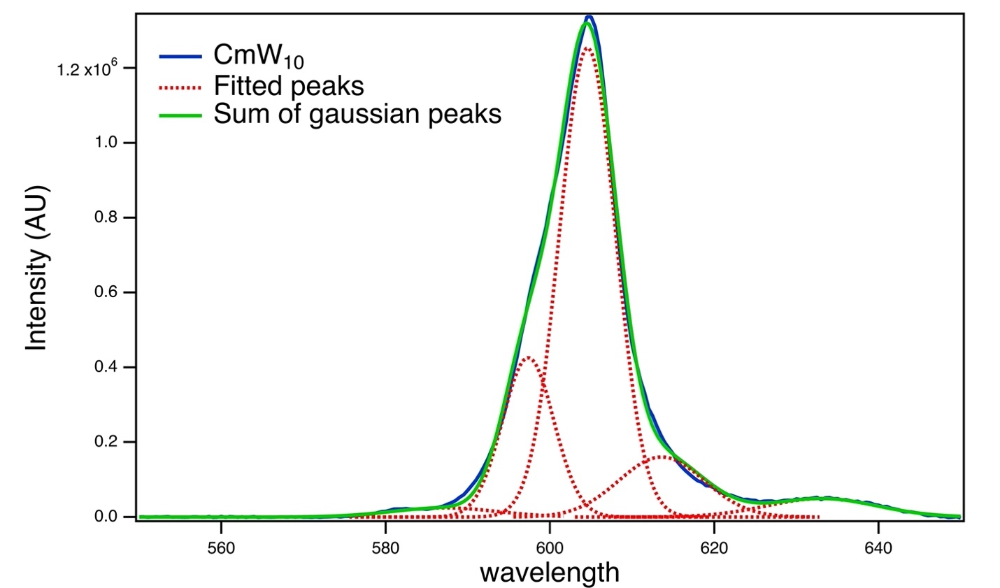 CmW10
Fitted peaks
Sum of gaussian peaks
1.2 x10^6
1.0
0.8
0.6
0.4
0.2
0.0
Intensity (AU)
560 580 600 620 640
wavelength